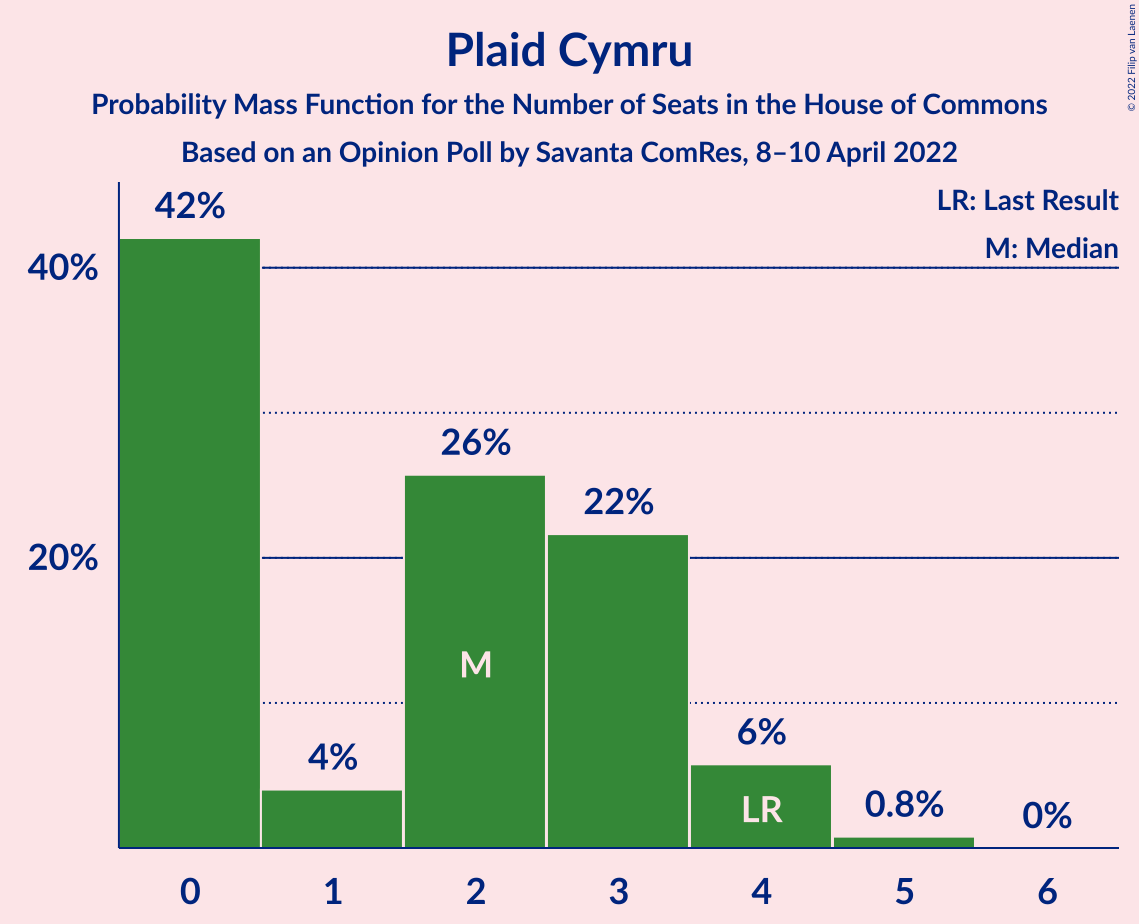 Plaid Cymru
Probability Mass Function for the Number of Seats in the House of Commons
Based on an Opinion Poll by Savanta ComRes, 8–10 April 2022
© 2022 Filip van Laenen
LR: Last Result
M: Median
42%
40%
26%
22%
20%
M
6%
4%
LR
0.8%
0%
0 1 2 3 4 5 6